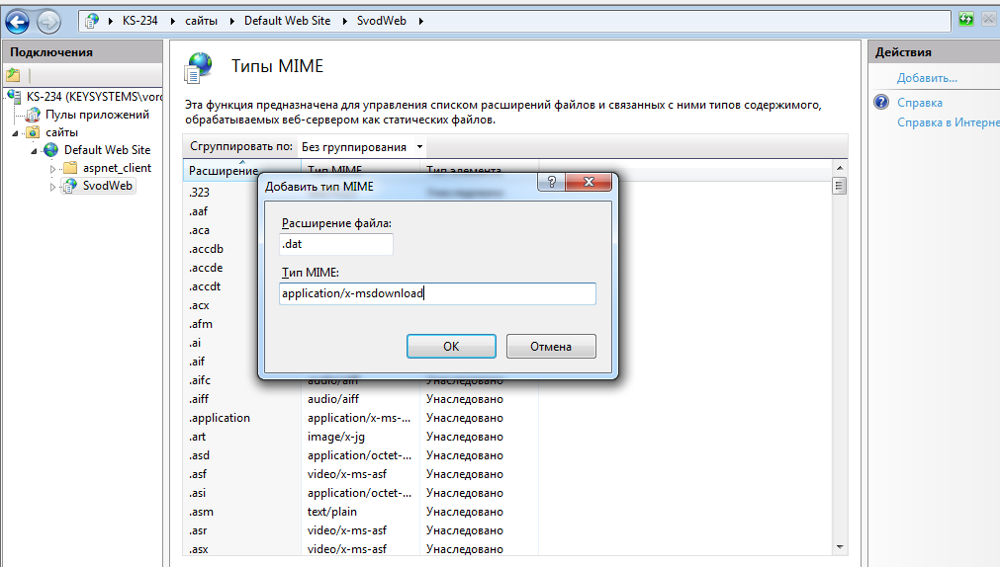 KS-234 сайты Default Web Site SvodWeb
Подключения
KS-234 (KEYSYSTEMS\voro
Пулы приложений
сайты
Default Web Site
aspnet_client
SvodWeb
Типы MIME
Эта функция предназначена для управления списком расширений файлов и связанных с ними типов содержимого,
обрабатываемых веб-сервером как статических файлов.
Сгруппировать по: Без группирования
Расширение Тип MIME Тип элемента
.323 Унаследовано
.aaf
.aca
.accdb
.accde
.accdt
.acx
.afm
.ai
.aif
.aifc audio/aiff Унаследовано
.aiff audio/aiff Унаследовано
.application application/x-ms-... Унаследовано
.art image/x-jg Унаследовано
.asd application/octet-... Унаследовано
.asf video/x-ms-asf Унаследовано
.asi application/octet-... Унаследовано
.asm text/plain Унаследовано
.asr video/x-ms-asf Унаследовано
.asx video/x-ms-asf Унаследовано
Добавить тип MIME
?
Расширение файла:
.dat
Тип MIME:
application/x-msdownload
OK Отмена
Действия
Добавить...
Справка
Справка в Интерне